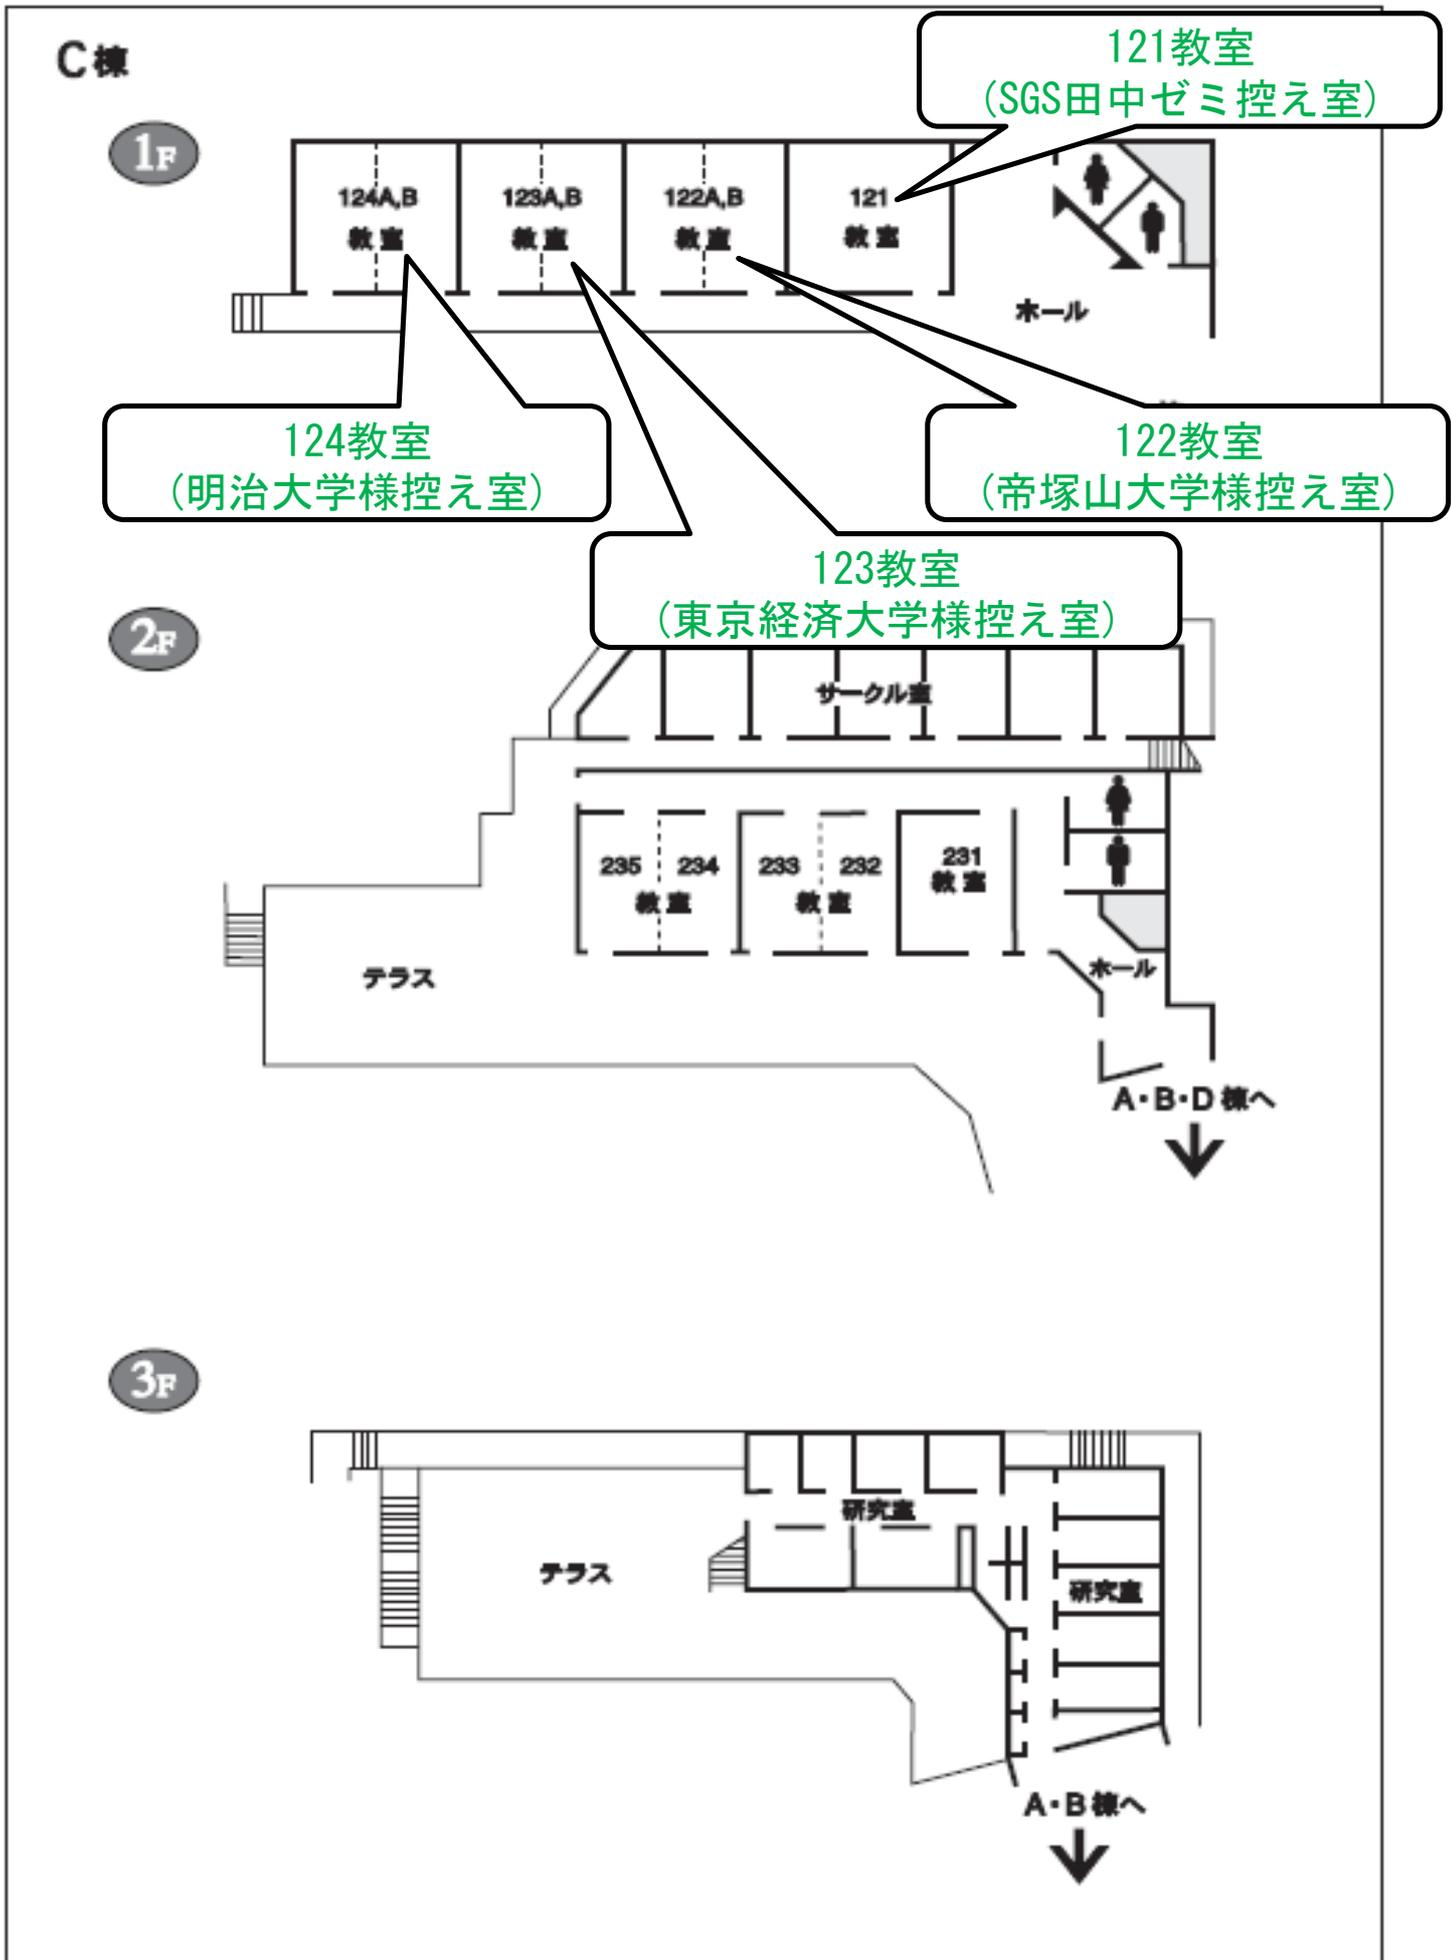 C棟
121教室
(SGS田中ゼミ控え室)
1F
124A,B
教室
123A,B
教室
122A,B
教室
121
教室
ホール
124教室
(明治大学様控え室)
122教室
(帝塚山大学様控え室)
123教室
(東京経済大学様控え室)
2F
サークル室
235 234
教室
233 232
教室
231
教室
ホール
テラス
A・B・D棟へ
3F
研究室
テラス
研究室
A・B棟へ